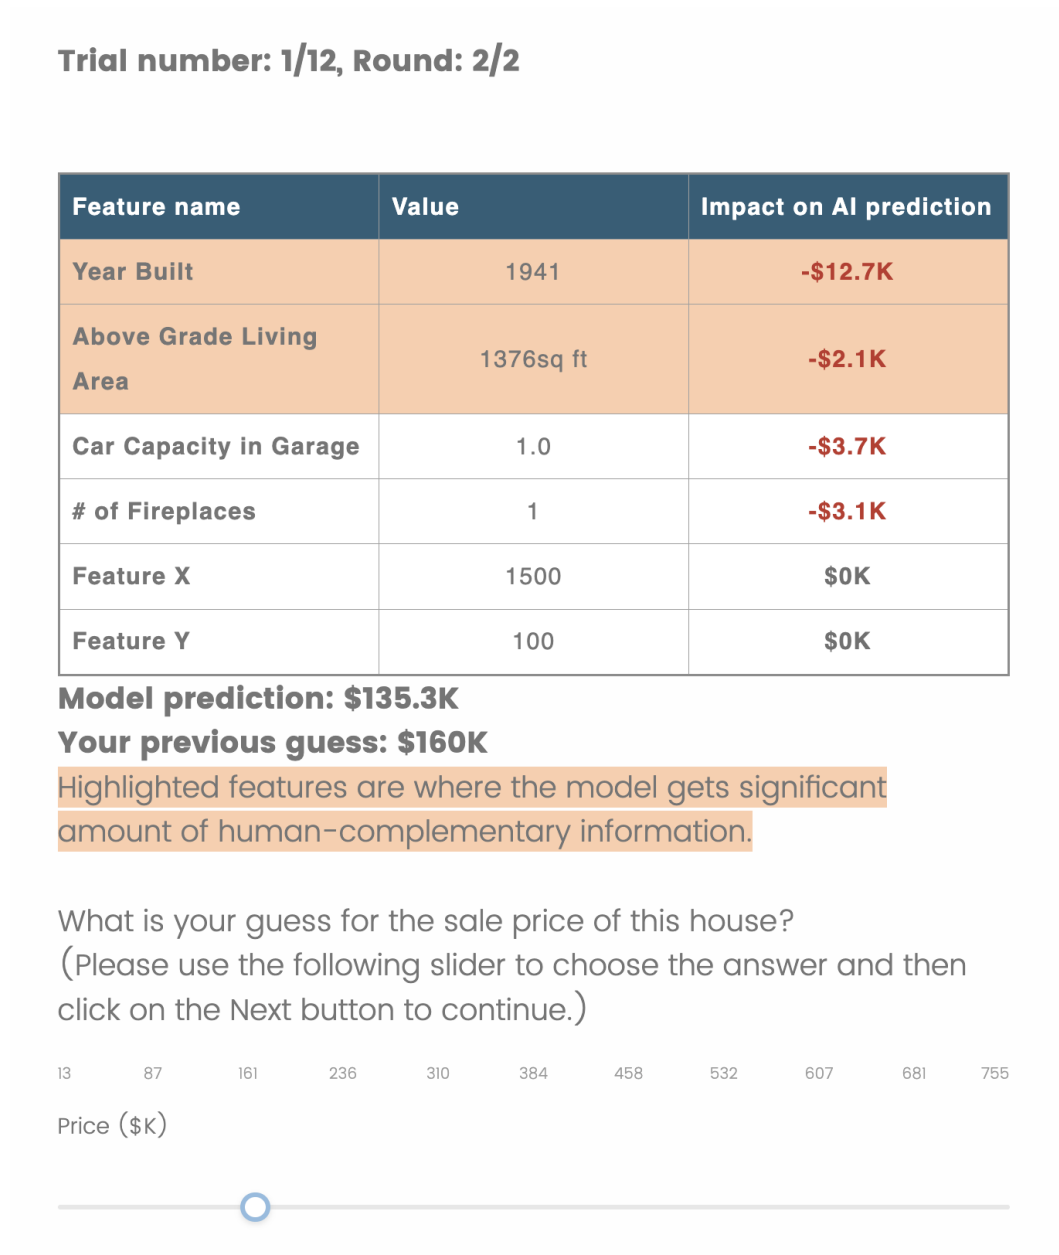 Trial number: 1/12, Round: 2/2
Feature name Value Impact on AI prediction
Year Built 1941 -$12.7K
Above Grade Living
Area 1376sq ft -$2.1K
Car Capacity in Garage 1.0 -$3.7K
# of Fireplaces 1 -$3.1K
Feature X 1500 $0K
Feature Y 100 $0K
Model prediction: $135.3K
Your previous guess: $160K
Highlighted features are where the model gets significant
amount of human-complementary information.
What is your guess for the sale price of this house?
(Please use the following slider to choose the answer and then
click on the Next button to continue.)
13 87 161 236 310 384 458 532 607 681 755
Price ($K)